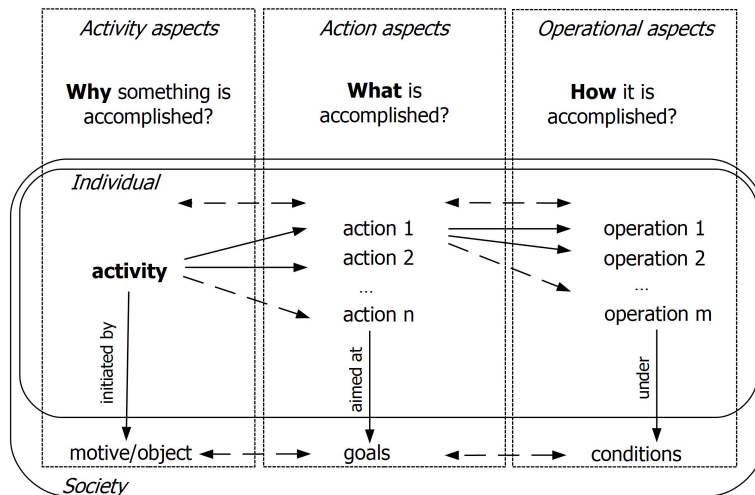 Activity aspects
Action aspects
Operational aspects
Why something is
accomplished?
What is
accomplished?
How it is
accomplished?
Individual
activity
action 1
action 2
...
action n
operation 1
operation 2
...
operation m
initiated by
aimed at
under
motive/object
goals
conditions
Society